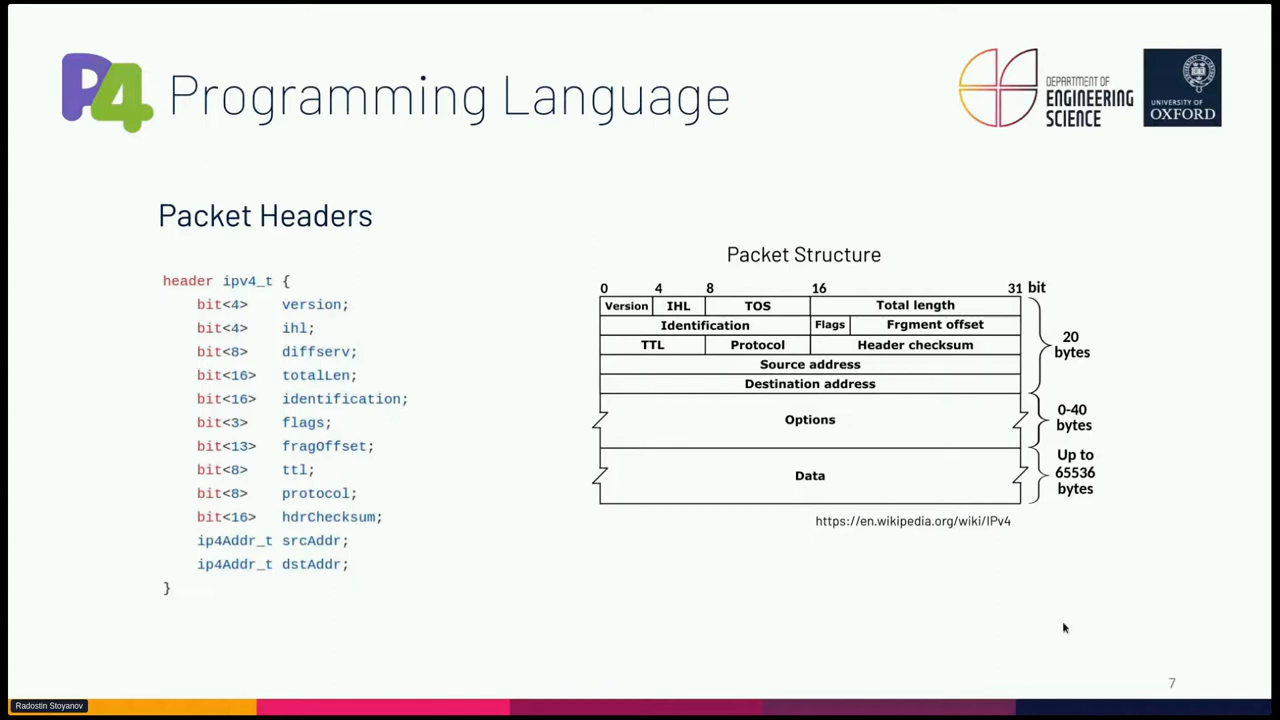 P4 Programming Language
DEPARTMENT OF
ENGINEERING
SCIENCE
UNIVERSITY OF
OXFORD
Packet Headers
header ipv4_t {
bit<4> version;
bit<4> ihl;
bit<8> diffserv;
bit<16> totalLen;
bit<16> identification;
bit<3> flags;
bit<13> fragOffset;
bit<8> ttl;
bit<8> protocol;
bit<16> hdrChecksum;
ip4Addr_t srcAddr;
ip4Addr_t dstAddr;
}
Packet Structure
0 4 8 16 31 bit
Version IHL TOS Total length
Identification Flags Frgment offset
TTL Protocol Header checksum
Source address
Destination address
20
bytes
Options
0-40
bytes
Data
Up to
65536
bytes
https://en.wikipedia.org/wiki/IPv4
7
Radostin Stoyanov